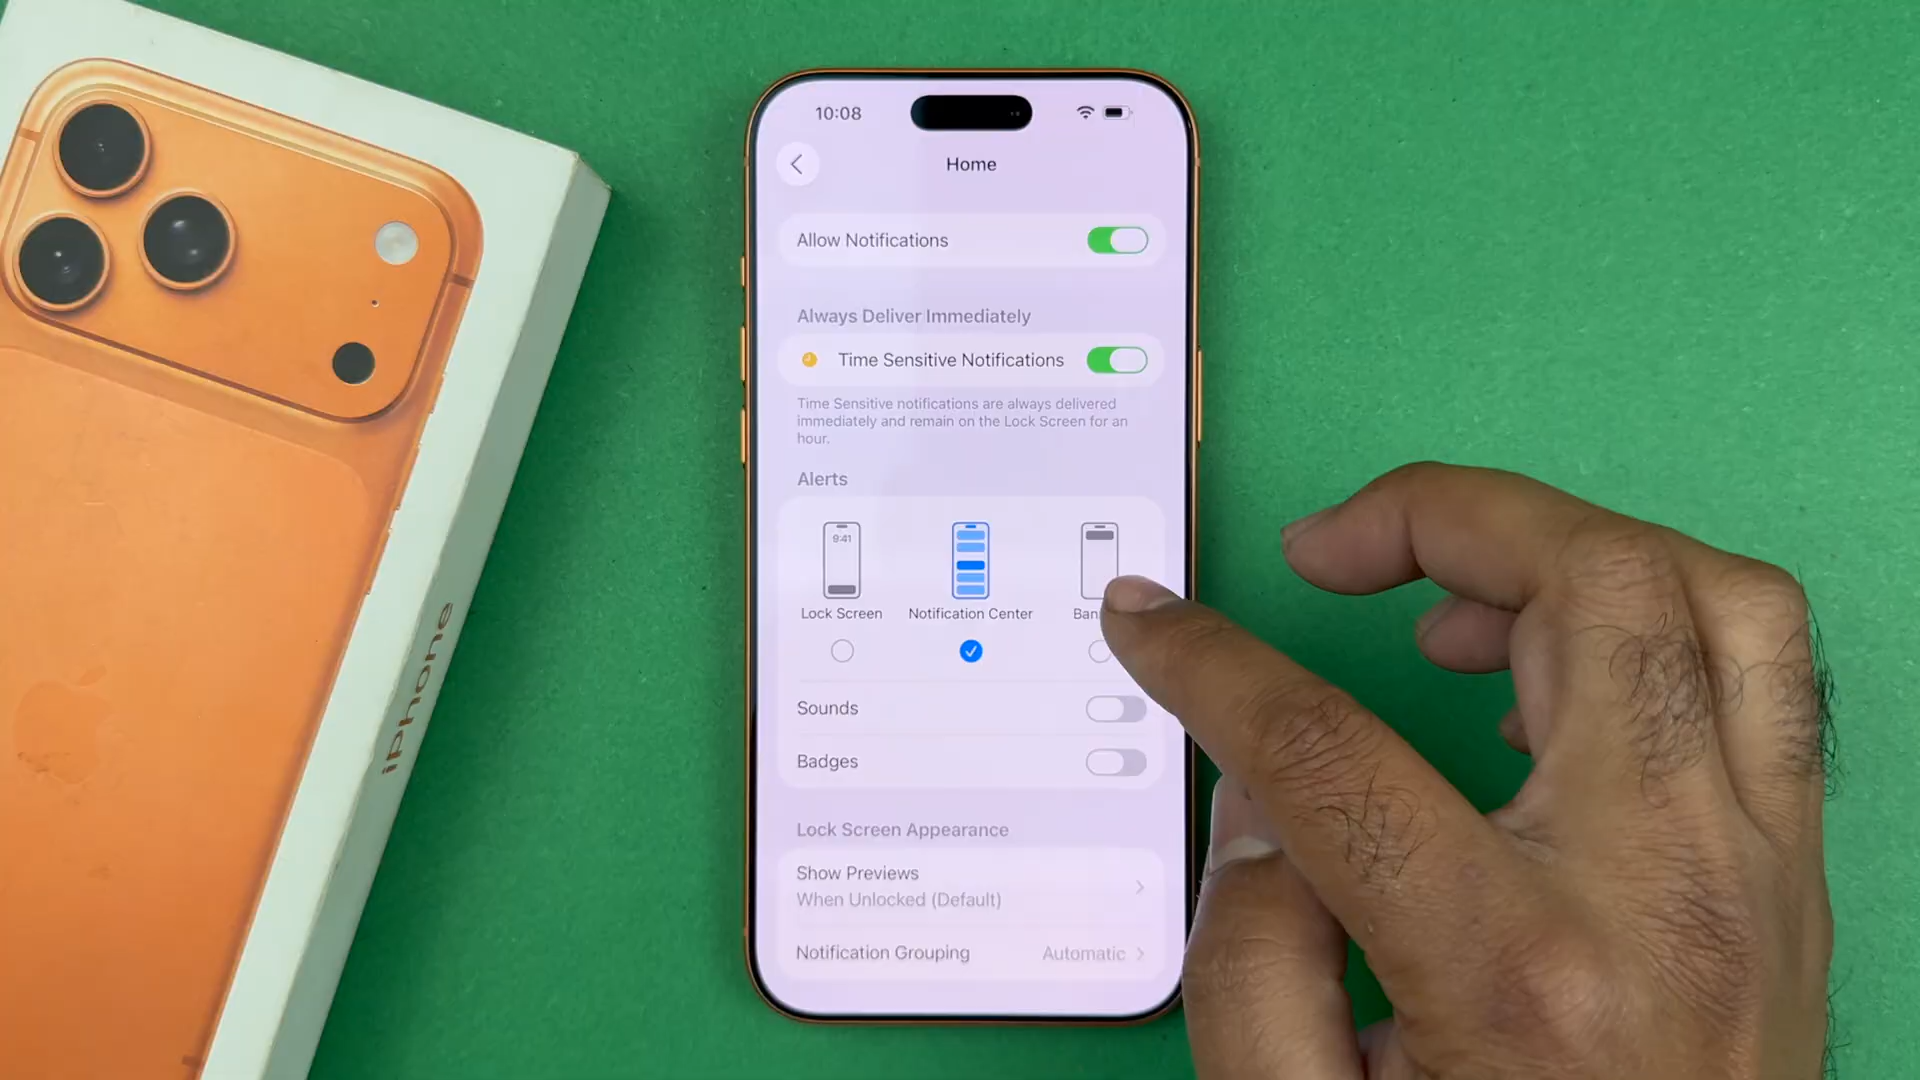 10:08
Home
Allow Notifications
Always Deliver Immediately
Time Sensitive Notifications
Time Sensitive notifications are always delivered
immediately and remain on the Lock Screen for an
hour.
Alerts
9:41
Lock Screen Notification Center
Sounds
Badges
Lock Screen Appearance
Show Previews
When Unlocked (Default)
Notification Grouping Automatic
iPhone